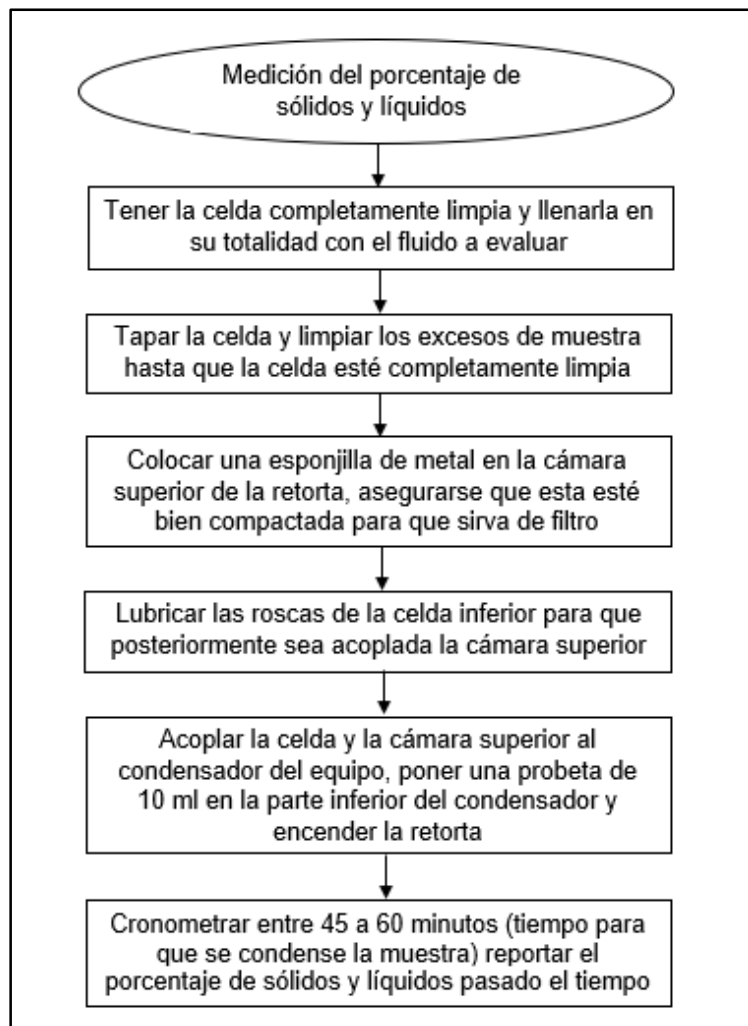 Medición del porcentaje de
sólidos y líquidos
Tener la celda completamente limpia y llenarla en
su totalidad con el fluido a evaluar
Tapar la celda y limpiar los excesos de muestra
hasta que la celda esté completamente limpia
Colocar una esponjilla de metal en la cámara
superior de la retorta, asegurarse que esta esté
bien compactada para que sirva de filtro
Lubricar las roscas de la celda inferior para que
posteriormente sea acoplada la cámara superior
Acoplar la celda y la cámara superior al
condensador del equipo, poner una probeta de
10 ml en la parte inferior del condensador y
encender la retorta
Cronometrar entre 45 a 60 minutos (tiempo para
que se condense la muestra) reportar el
porcentaje de sólidos y líquidos pasado el tiempo